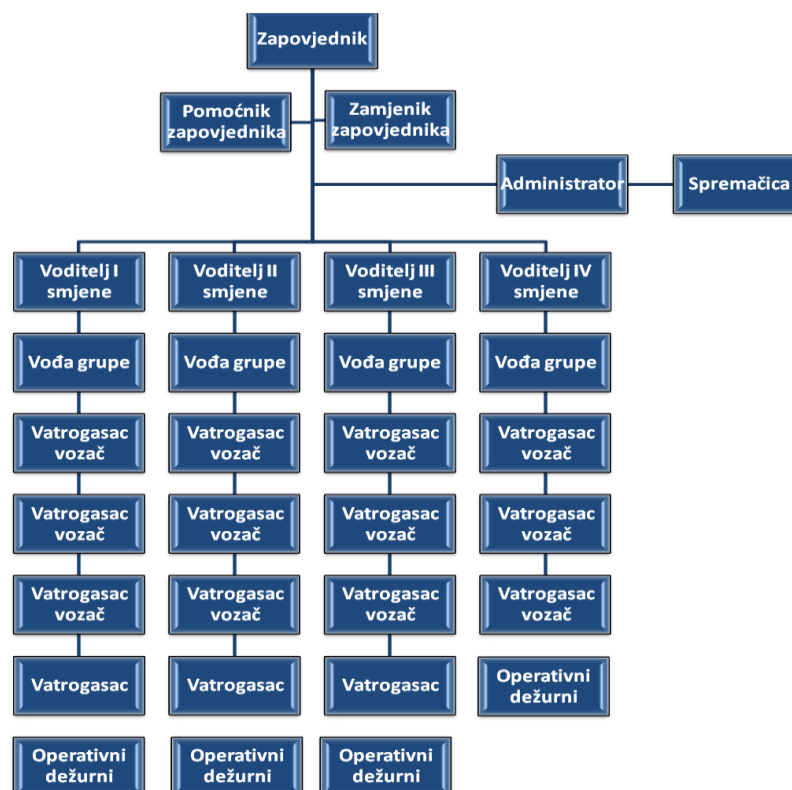 Zapovjednik
Pomoćnik
zapovjednika
Zamjenik
zapovjednika
Administrator
Spremačica
Voditelj I
smjene
Voditelj II
smjene
Voditelj III
smjene
Voditelj IV
smjene
Vođa grupe
Vođa grupe
Vođa grupe
Vođa grupe
Vatrogasac
vozač
Vatrogasac
vozač
Vatrogasac
vozač
Vatrogasac
vozač
Vatrogasac
vozač
Vatrogasac
vozač
Vatrogasac
vozač
Vatrogasac
vozač
Vatrogasac
vozač
Vatrogasac
vozač
Vatrogasac
vozač
Vatrogasac
vozač
Vatrogasac
Vatrogasac
Vatrogasac
Operativni
dežurni
Operativni
dežurni
Operativni
dežurni
Operativni
dežurni